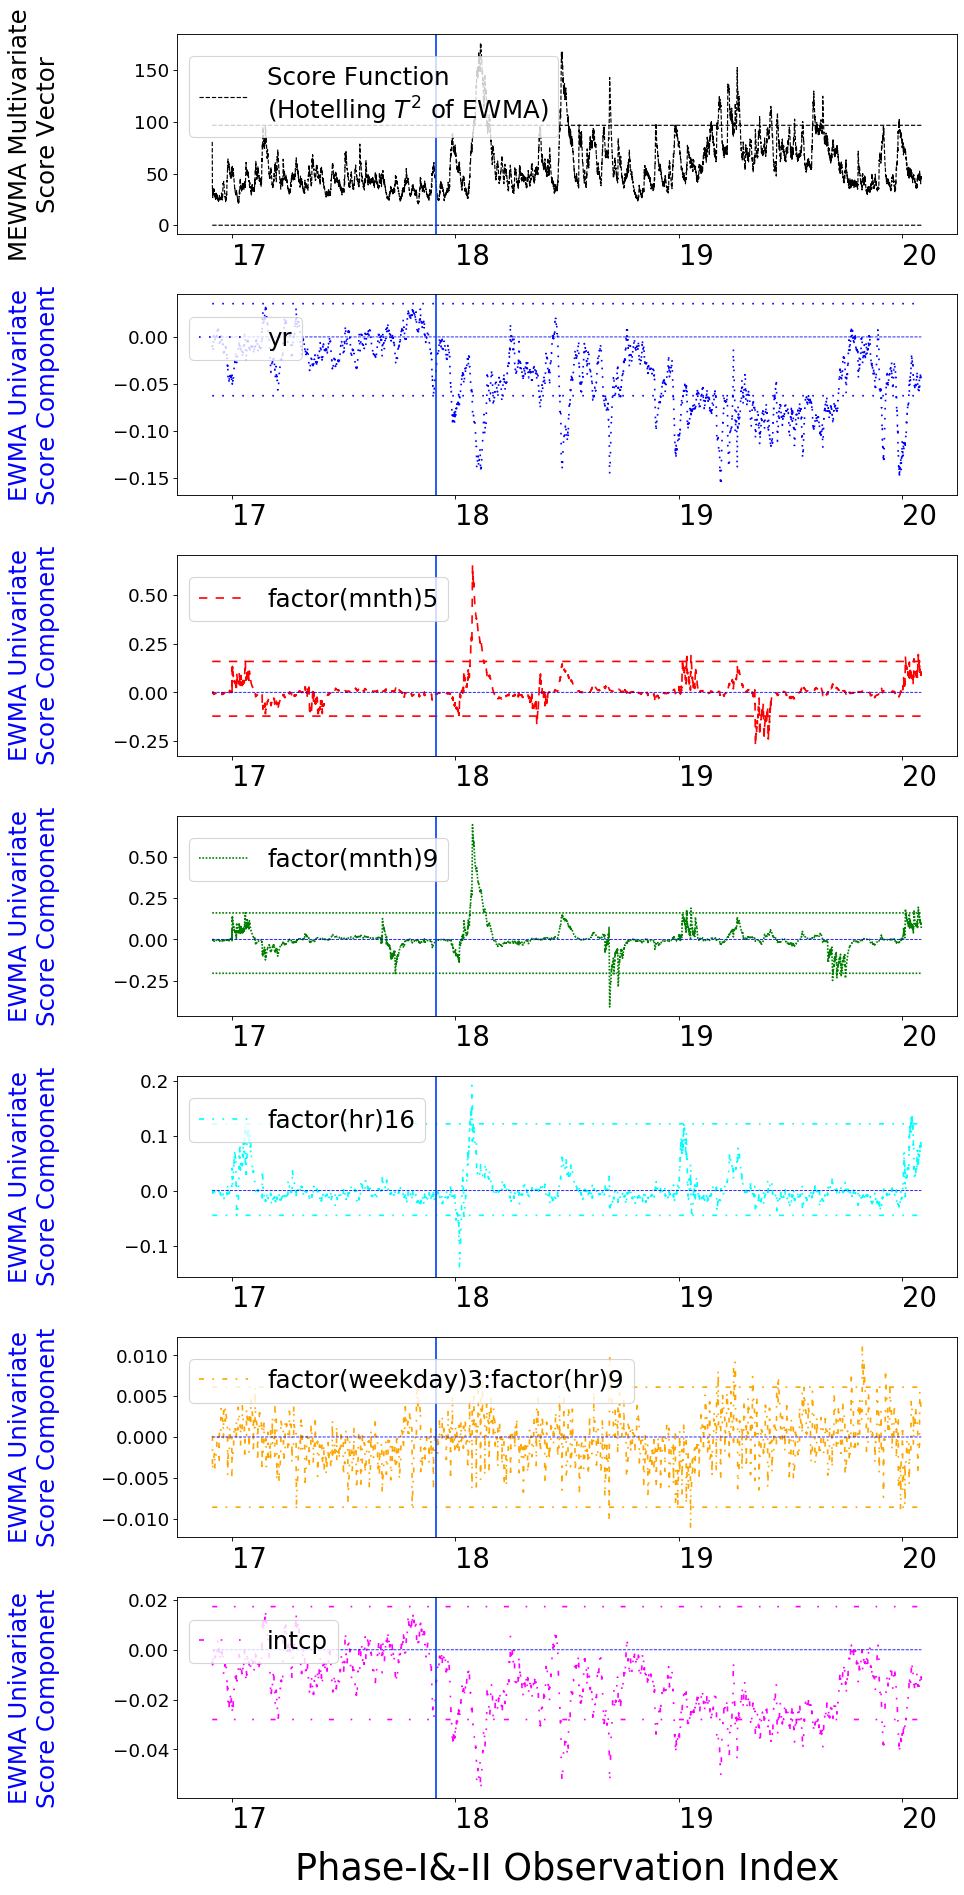 MEWMA Multivariate
Score Vector
150
100
50
0
Score Function
(Hotelling T² of EWMA)
17 18 19 20
EWMA Univariate
Score Component
0.00
−0.05
−0.10
−0.15
yr
17 18 19 20
EWMA Univariate
Score Component
0.50
0.25
0.00
−0.25
factor(mnth)5
17 18 19 20
EWMA Univariate
Score Component
0.50
0.25
0.00
−0.25
factor(mnth)9
17 18 19 20
EWMA Univariate
Score Component
0.2
0.1
0.0
−0.1
factor(hr)16
17 18 19 20
EWMA Univariate
Score Component
0.010
0.005
0.000
−0.005
−0.010
factor(weekday)3:factor(hr)9
17 18 19 20
EWMA Univariate
Score Component
0.02
0.00
−0.02
−0.04
intcp
17 18 19 20
Phase-I&-II Observation Index